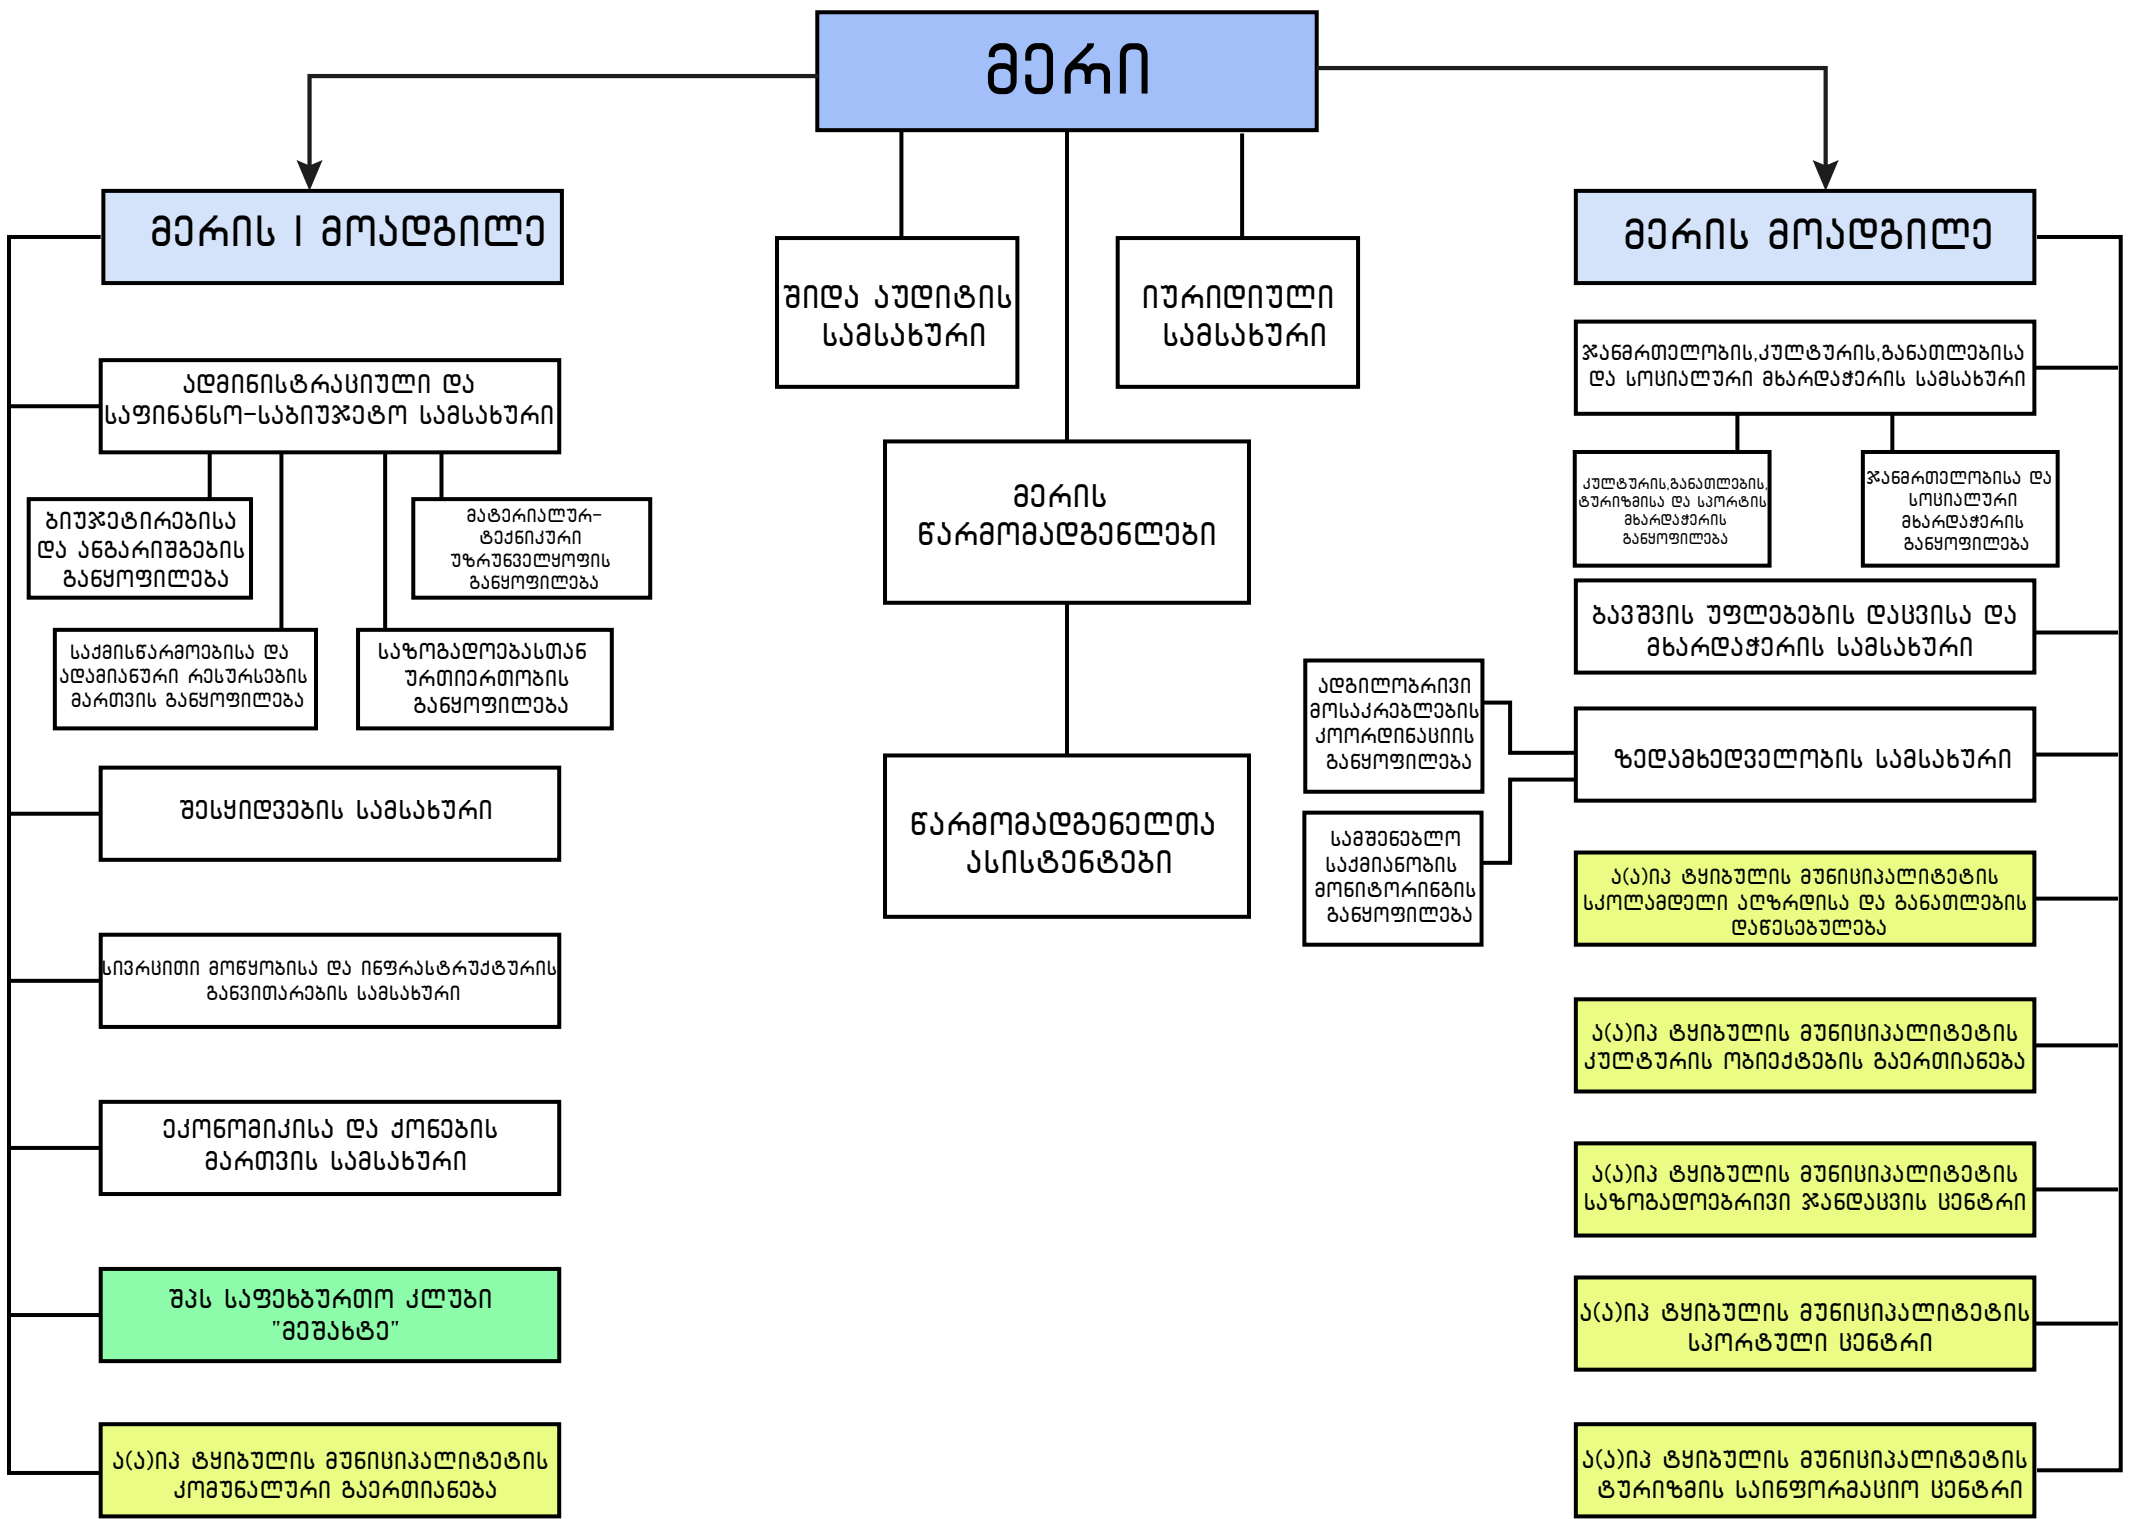 მერი
მერის I მოადგილე
მერის მოადგილე
შიდა აუდიტის
სამსახური
იურიდიული
სამსახური
მერის
წარმომადგენლები
წარმომადგენელთა
ასისტენტები
ადმინისტრაციული და
საფინანსო-საბიუჯეტო სამსახური
ბიუჯეტირებისა
და ანგარიშგების
განყოფილება
მატერიალურ-
ტექნიკური
უზრუნველყოფის
განყოფილება
საქმისწარმოებისა და
ადამიანური რესურსების
მართვის განყოფილება
საზოგადოებასთან
ურთიერთობის
განყოფილება
შესყიდვების სამსახური
სივრცითი მოწყობისა და ინფრასტრუქტურის
განვითარების სამსახური
ეკონომიკისა და ქონების
მართვის სამსახური
შპს საფეხბურთო კლუბი
"მეშახტე"
ა(ა)იპ ტყიბულის მუნიციპალიტეტის
კომუნალური გაერთიანება
ჯანმრთელობის,კულტურის,განათლებისა
და სოციალური მხარდაჭერის სამსახური
კულტურის,განათლების,
ტურიზმისა და სპორტის
მხარდაჭერის
განყოფილება
ჯანმრთელობისა და
სოციალური
მხარდაჭერის
განყოფილება
ბავშვის უფლებების დაცვისა და
მხარდაჭერის სამსახური
ზედამხედველობის სამსახური
ადგილობრივი
მოსაკრებლების
კოორდინაციის
განყოფილება
სამშენებლო
საქმიანობის
მონიტორინგის
განყოფილება
ა(ა)იპ ტყიბულის მუნიციპალიტეტის
სკოლამდელი აღზრდისა და განათლების
დაწესებულება
ა(ა)იპ ტყიბულის მუნიციპალიტეტის
კულტურის ობიექტების გაერთიანება
ა(ა)იპ ტყიბულის მუნიციპალიტეტის
საზოგადოებრივი ჯანდაცვის ცენტრი
ა(ა)იპ ტყიბულის მუნიციპალიტეტის
სპორტული ცენტრი
ა(ა)იპ ტყიბულის მუნიციპალიტეტის
ტურიზმის საინფორმაციო ცენტრი